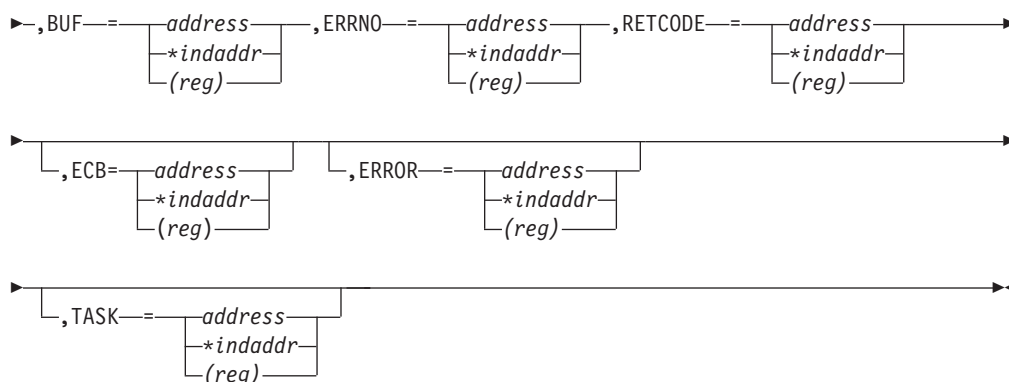 ,BUF = address ,ERRNO = address ,RETCODE = address
*indaddr *indaddr *indaddr
(reg) (reg) (reg)
,ECB= address ,ERROR = address
*indaddr *indaddr
(reg) (reg)
,TASK = address
*indaddr
(reg)